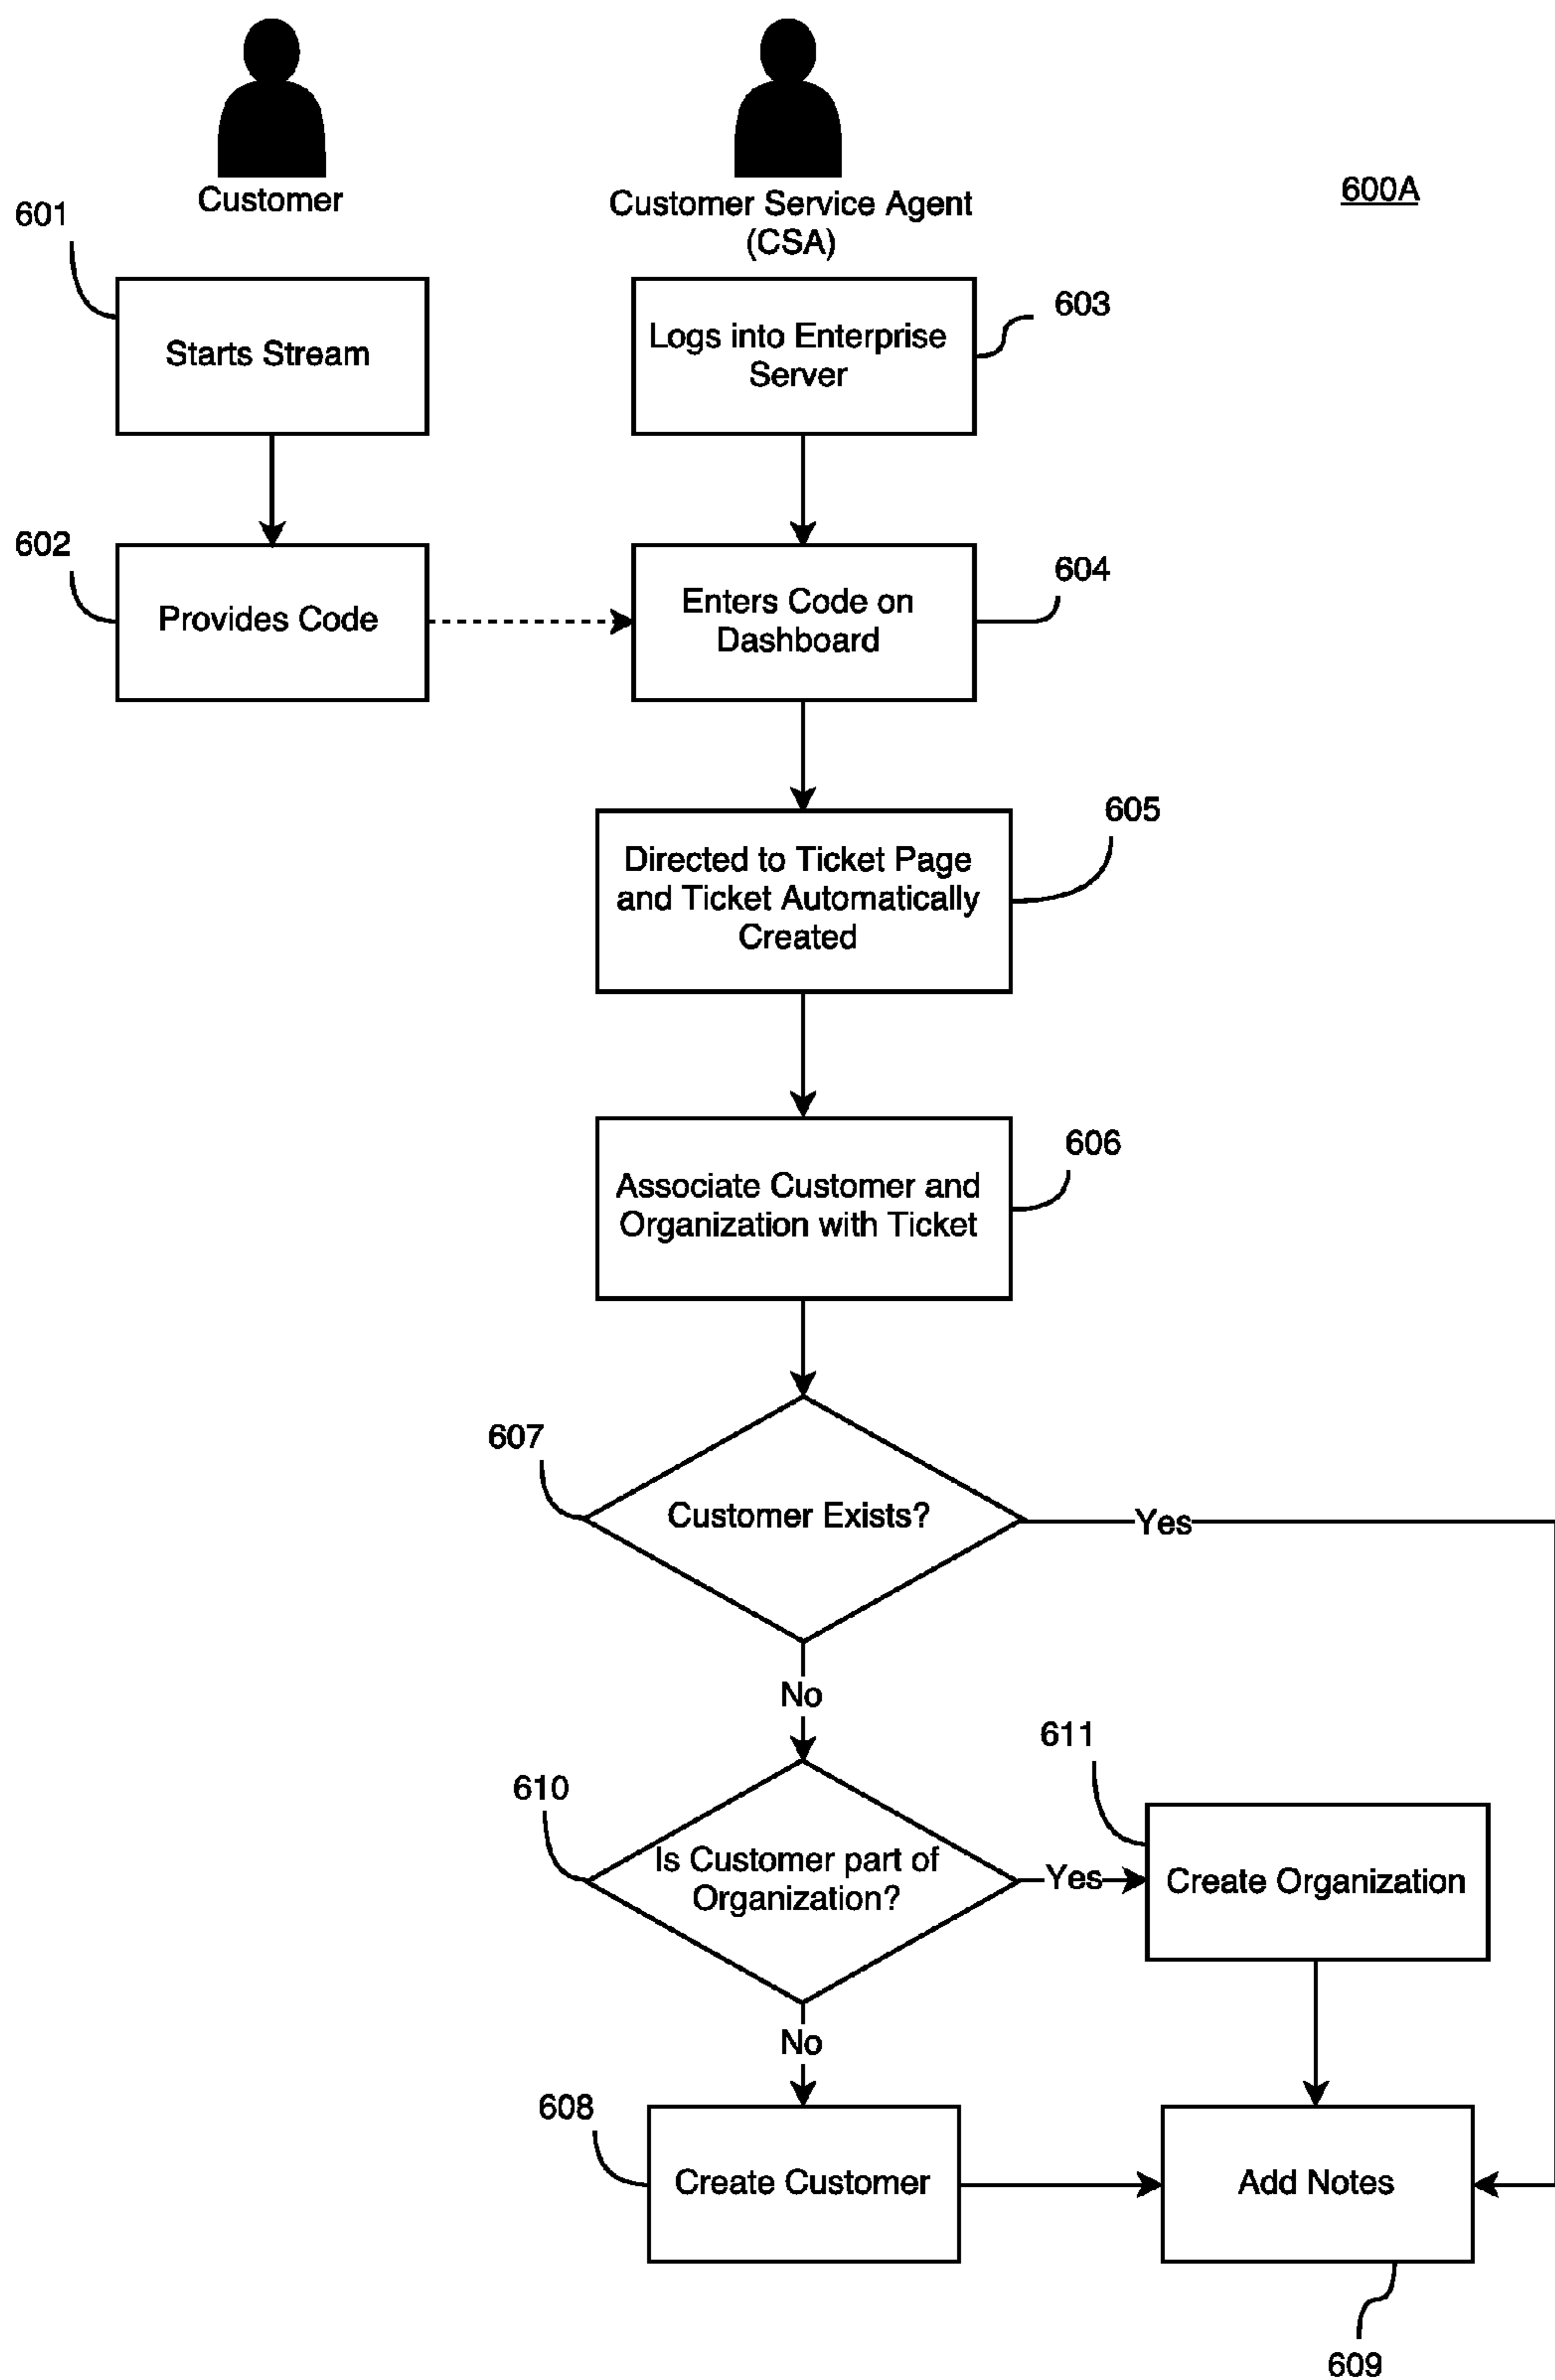 Customer
Customer Service Agent
(CSA)
600A
601
Starts Stream
Logs into Enterprise
Server
603
602
Provides Code
Enters Code on
Dashboard
604
Directed to Ticket Page
and Ticket Automatically
Created
605
Associate Customer and
Organization with Ticket
606
607
Customer Exists?
Yes
No
610
Is Customer part of
Organization?
Yes
611
Create Organization
No
608
Create Customer
Add Notes
609